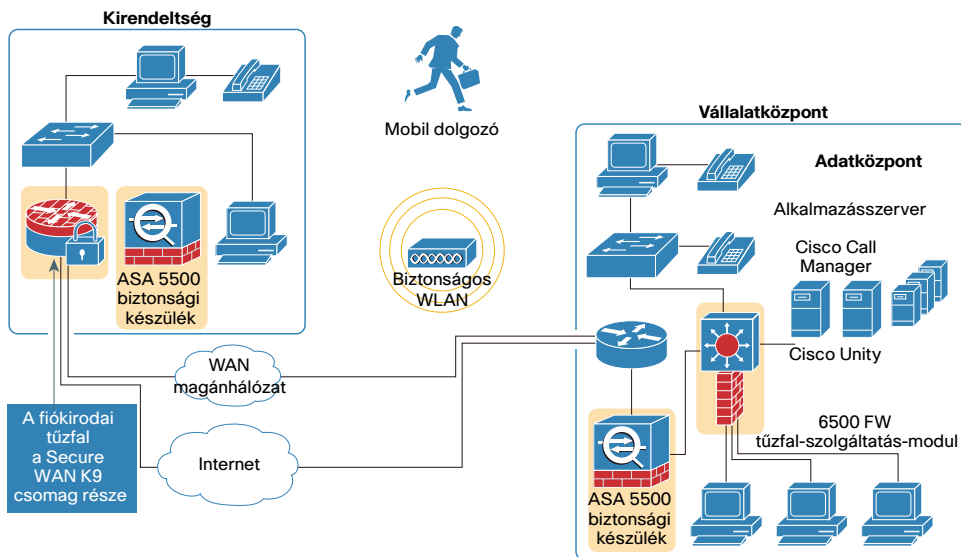 Kirendeltség
Mobil dolgozó
Vállalatközpont
Adatközpont
Alkalmazásszerver
Cisco Call
Manager
Cisco Unity
ASA 5500
biztonsági
készülék
Biztonságos
WLAN
WAN
magánhálózat
A fiókirodai
tűzfal
a Secure
WAN K9
csomag része
Internet
6500 FW
tűzfal-szolgáltatás-modul
ASA 5500
biztonsági
készülék